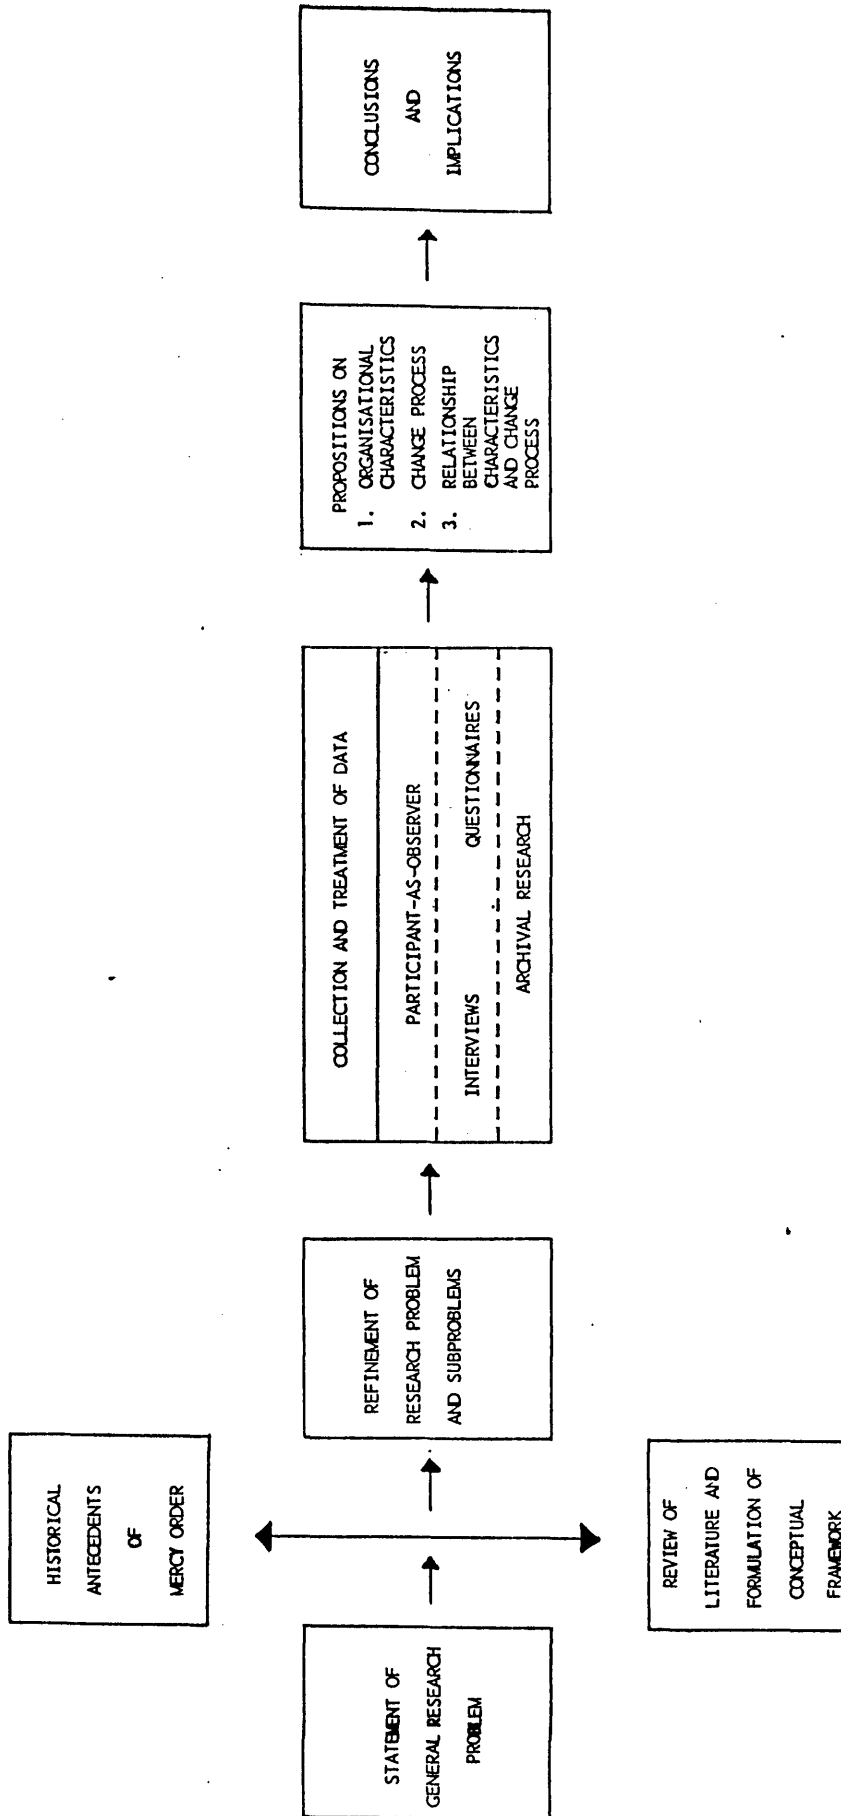 STATEMENT OF
GENERAL RESEARCH
PROBLEM
HISTORICAL
ANTECEDENTS
OF
MERCY ORDER
REVIEW OF
LITERATURE AND
FORMULATION OF
CONCEPTUAL
FRAMEWORK
REFINEMENT OF
RESEARCH PROBLEM
AND SUBPROBLEMS
COLLECTION AND TREATMENT OF DATA
PARTICIPANT-AS-OBSERVER
INTERVIEWS QUESTIONNAIRES
ARCHIVAL RESEARCH
PROPOSITIONS ON
1. ORGANISATIONAL
CHARACTERISTICS
2. CHANGE PROCESS
3. RELATIONSHIP
BETWEEN
CHARACTERISTICS
AND CHANGE
PROCESS
CONCLUSIONS
AND
IMPLICATIONS